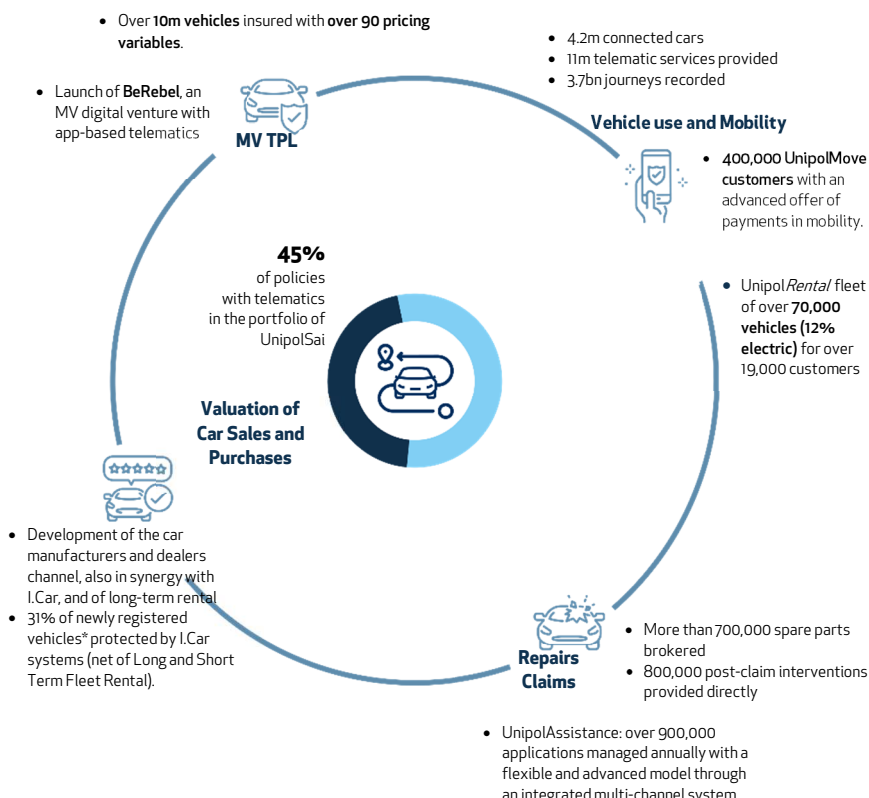 • Over 10m vehicles insured with over 90 pricing
variables.
• Launch of BeRebel, an
MV digital venture with
app-based telematics
MV TPL
• 4.2m connected cars
• 11m telematic services provided
• 3.7bn journeys recorded
Vehicle use and Mobility
• 400,000 UnipolMove
customers with an
advanced offer of
payments in mobility.
45%
of policies
with telematics
in the portfolio of
UnipolSai
• UnipolRental fleet
of over 70,000
vehicles (12%
electric) for over
19,000 customers
Valuation of
Car Sales and
Purchases
• Development of the car
manufacturers and dealers
channel, also in synergy with
I.Car, and of long-term rental
• 31% of newly registered
vehicles* protected by I.Car
systems (net of Long and Short
Term Fleet Rental).
Repairs
Claims
• More than 700,000 spare parts
brokered
• 800,000 post-claim interventions
provided directly
• UnipolAssistance: over 900,000
applications managed annually with a
flexible and advanced model through
an integrated multi-channel system